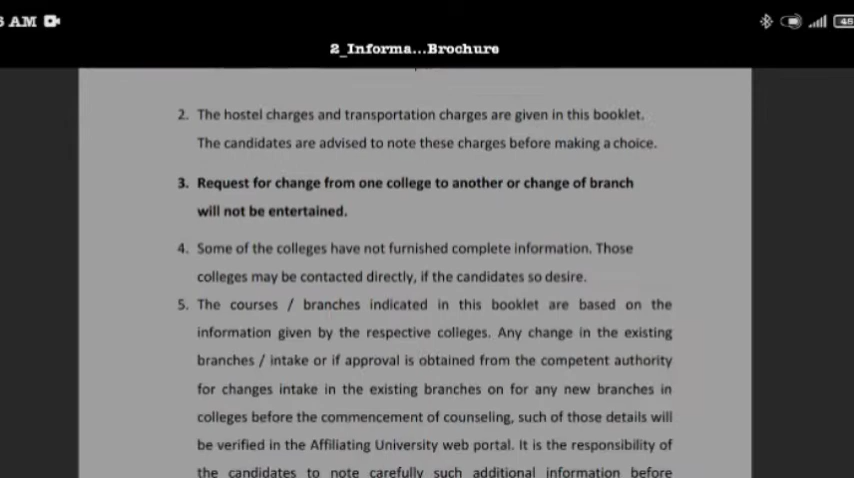 6 AM
48
2_Informa...Brochure
2. The hostel charges and transportation charges are given in this booklet.
The candidates are advised to note these charges before making a choice.
3. Request for change from one college to another or change of branch
will not be entertained.
4. Some of the colleges have not furnished complete information. Those
colleges may be contacted directly, if the candidates so desire.
5. The courses / branches indicated in this booklet are based on the
information given by the respective colleges. Any change in the existing
branches / intake or if approval is obtained from the competent authority
for changes intake in the existing branches on for any new branches in
colleges before the commencement of counseling, such of those details will
be verified in the Affiliating University web portal. It is the responsibility of
the candidates to note carefully such additional information before